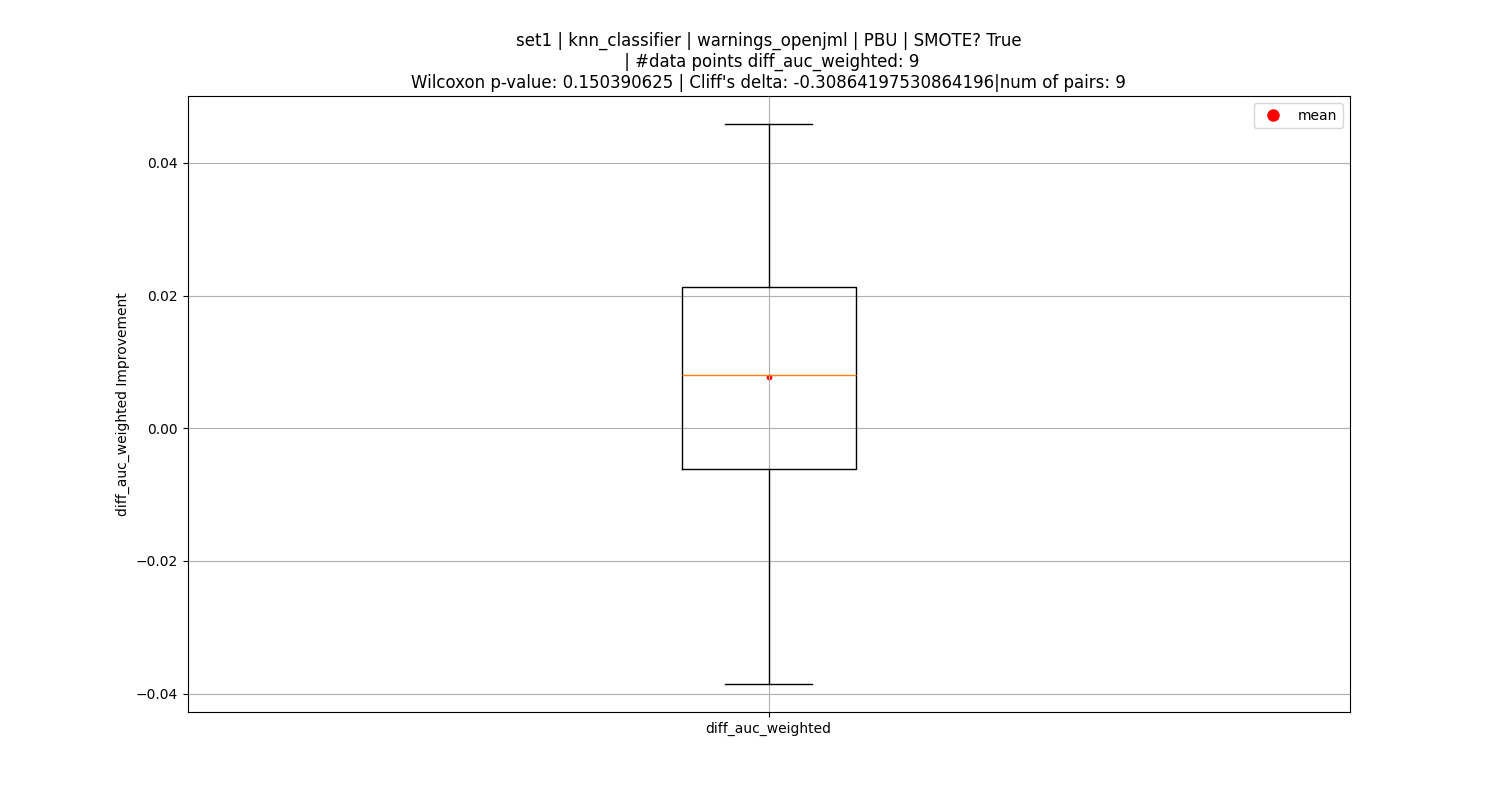 set1 | knn_classifier | warnings_openjml | PBU | SMOTE? True
| #data points diff_auc_weighted: 9
Wilcoxon p-value: 0.150390625 | Cliff's delta: -0.30864197530864196|num of pairs: 9
mean
0.04
0.02
0.00
−0.02
−0.04
diff_auc_weighted Improvement
diff_auc_weighted